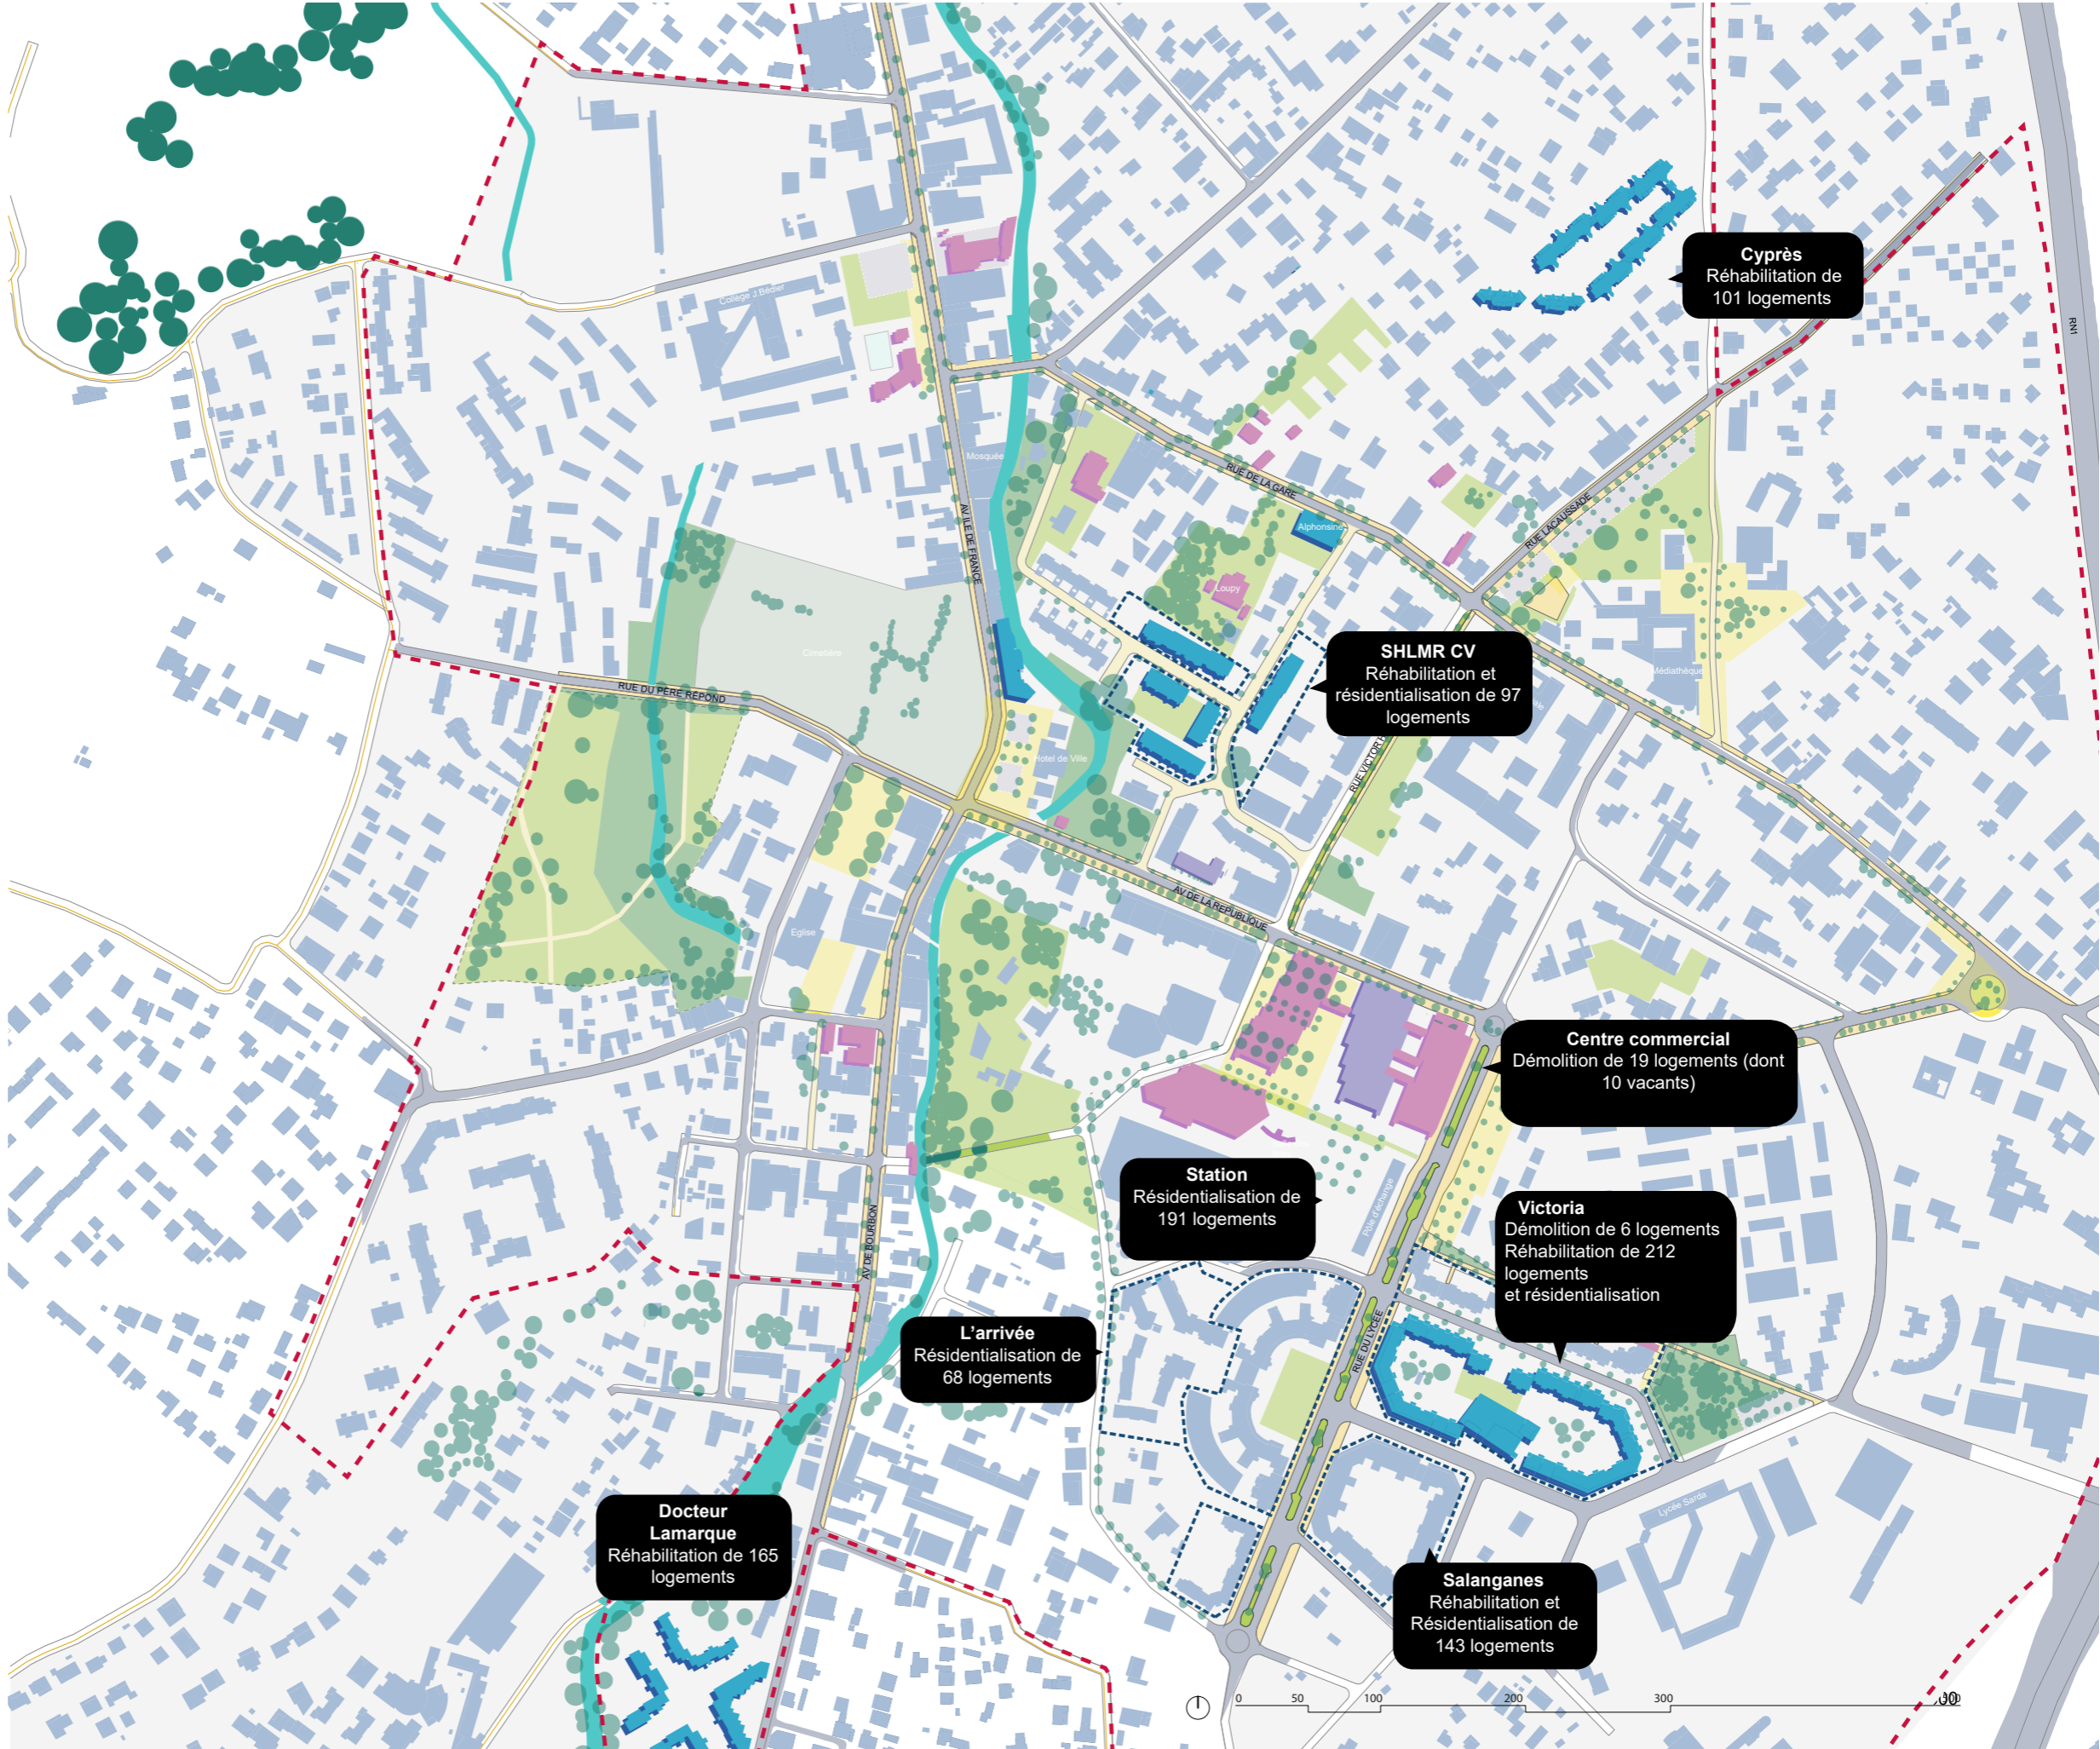 Cyprès
Réhabilitation de
101 logements
RN1
Collège J.Bédier
Mosquée
RUE DE LA GARE
Alphonsine
RUE LACAUSSADE
AV. ILE DE FRANCE
Loupy
Cimetière
SHLMR CV
Réhabilitation et
résidentialisation de 97
logements
Médiathèque
RUE DU PERE REPOND
Hotel de Ville
RUE VICTOR
AV DE LA REPUBLIQUE
Eglise
Centre commercial
Démolition de 19 logements (dont
10 vacants)
Station
Résidentialisation de
191 logements
Pôle d'échange
Victoria
Démolition de 6 logements
Réhabilitation de 212
logements
et résidentialisation
AV DE BOURBON
L'arrivée
Résidentialisation de
68 logements
RUE DU LYCÉE
Docteur
Lamarque
Réhabilitation de 165
logements
Lycée Sarda
Salanganes
Réhabilitation et
Résidentialisation de
143 logements
0 50 100 200 300